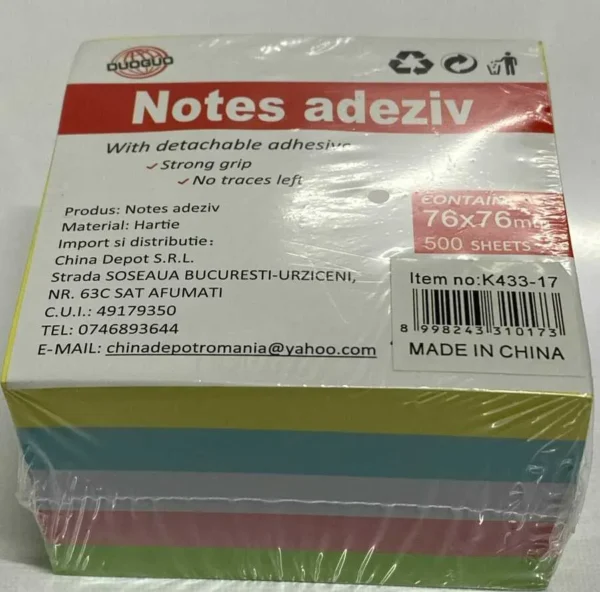 DUOGUO
Notes adeziv
With detachable adhesive
Strong grip
No traces left
Produs: Notes adeziv
Material: Hartie
Import si distributie:
China Depot S.R.L.
Strada SOSEAUA BUCURESTI-URZICENI,
NR. 63C SAT AFUMATI
C.U.I.: 49179350
TEL: 0746893644
E-MAIL: chinadepotromania@yahoo.com
76x76mm
500 SHEETS
Item no:K433-17
8 998243 310173
MADE IN CHINA